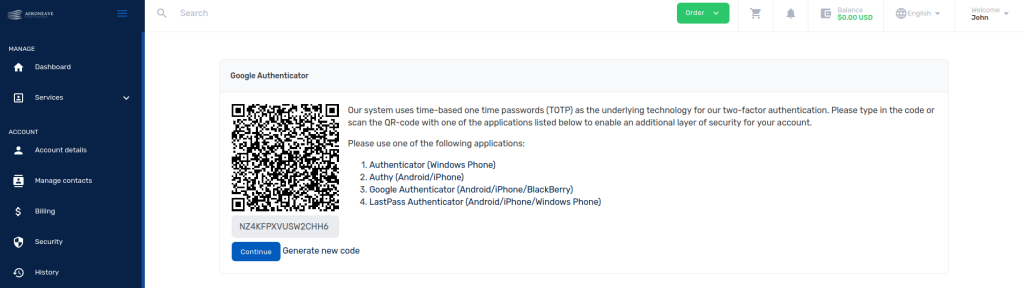 AERONEAVE
MANAGE
Dashboard
Services
ACCOUNT
Account details
Manage contacts
Billing
Security
History
Search
Order
Balance
$0.00 USD
English
Welcome
John
Google Authenticator
Our system uses time-based one time passwords (TOTP) as the underlying technology for our two-factor authentication. Please type in the code or
scan the QR-code with one of the applications listed below to enable an additional layer of security for your account.
Please use one of the following applications:
1. Authenticator (Windows Phone)
2. Authy (Android/iPhone)
3. Google Authenticator (Android/iPhone/BlackBerry)
4. LastPass Authenticator (Android/iPhone/Windows Phone)
NZ4KFPXVUSW2CHH6
Continue Generate new code